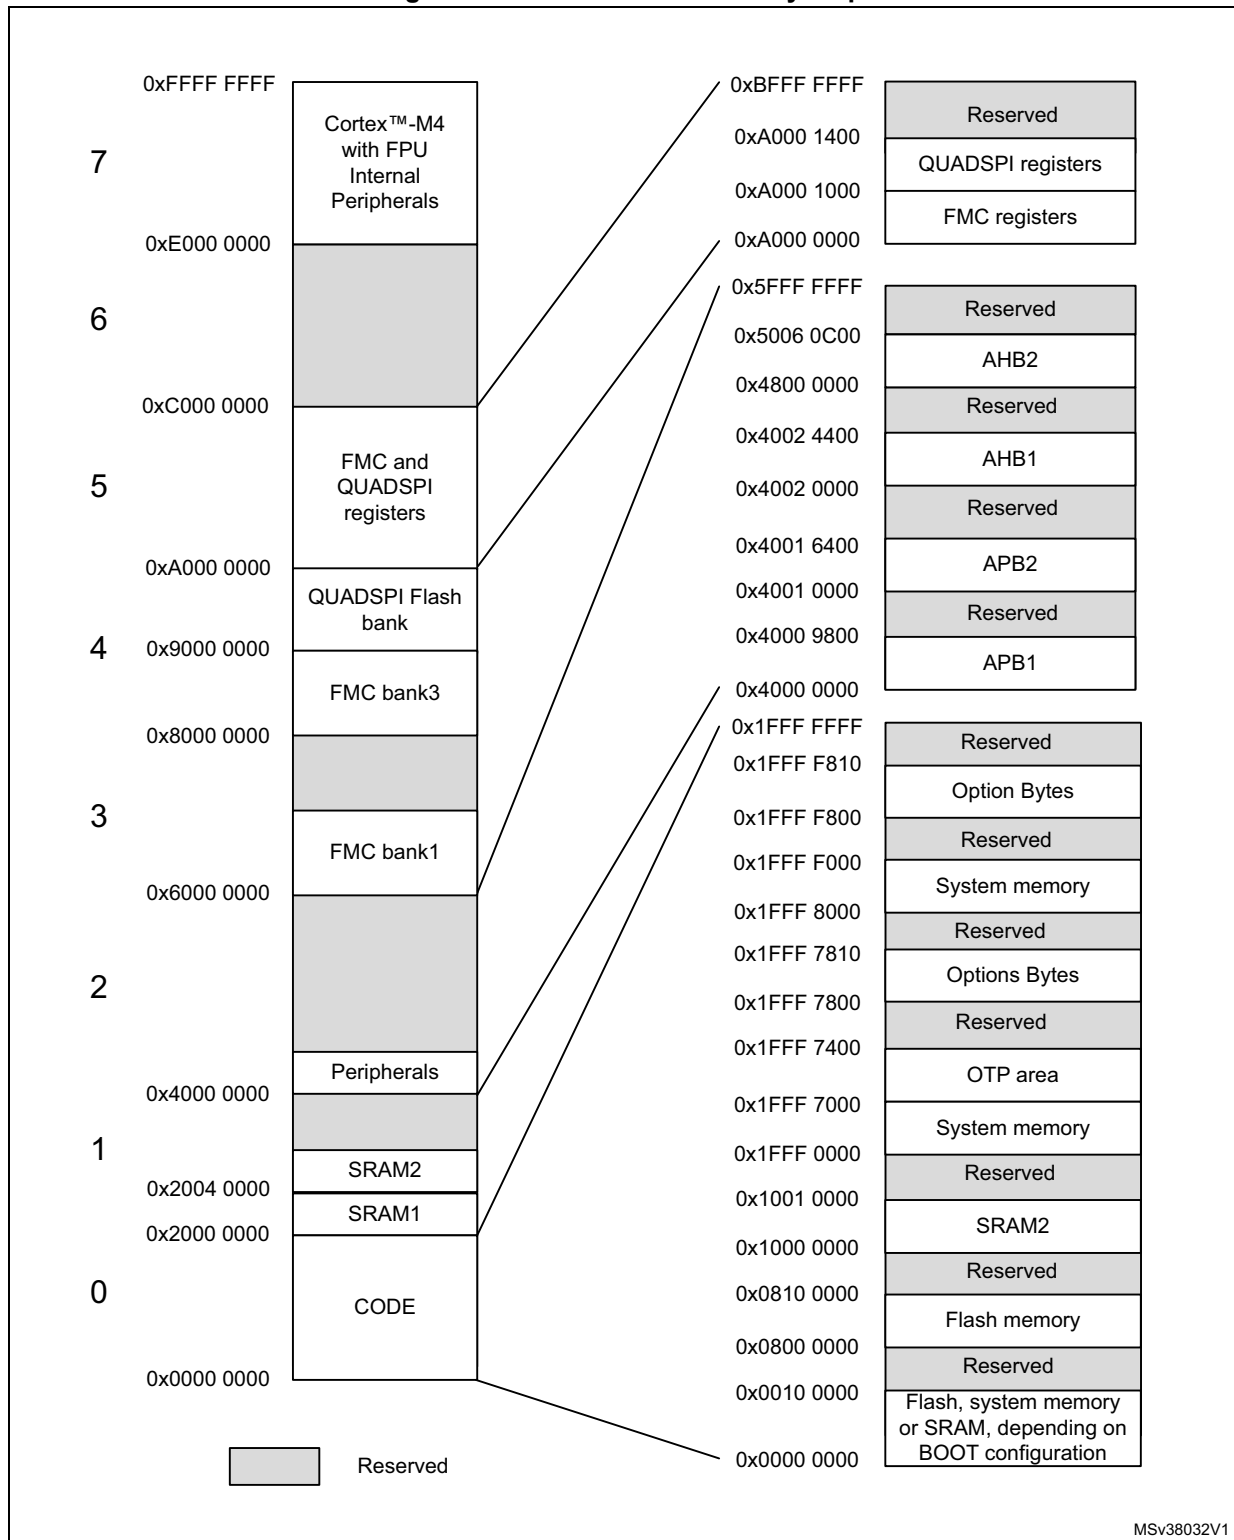 0xFFFF FFFF
Cortex™-M4
with FPU
Internal
Peripherals
7
0xE000 0000
6
0xC000 0000
FMC and
QUADSPI
registers
5
0xA000 0000
QUADSPI Flash
bank
4
0x9000 0000
FMC bank3
0x8000 0000
3
FMC bank1
0x6000 0000
2
Peripherals
0x4000 0000
1
SRAM2
0x2004 0000
SRAM1
0x2000 0000
0
CODE
0x0000 0000
Reserved
0xBFFF FFFF
Reserved
0xA000 1400
QUADSPI registers
0xA000 1000
FMC registers
0xA000 0000
0x5FFF FFFF
Reserved
0x5006 0C00
AHB2
0x4800 0000
Reserved
0x4002 4400
AHB1
0x4002 0000
Reserved
0x4001 6400
APB2
0x4001 0000
Reserved
0x4000 9800
APB1
0x4000 0000
0x1FFF FFFF
Reserved
0x1FFF F810
Option Bytes
0x1FFF F800
Reserved
0x1FFF F000
System memory
0x1FFF 8000
Reserved
0x1FFF 7810
Options Bytes
0x1FFF 7800
Reserved
0x1FFF 7400
OTP area
0x1FFF 7000
System memory
0x1FFF 0000
Reserved
0x1001 0000
SRAM2
0x1000 0000
Reserved
0x0810 0000
Flash memory
0x0800 0000
Reserved
0x0010 0000
Flash, system memory
or SRAM, depending on
BOOT configuration
0x0000 0000
MSv38032V1